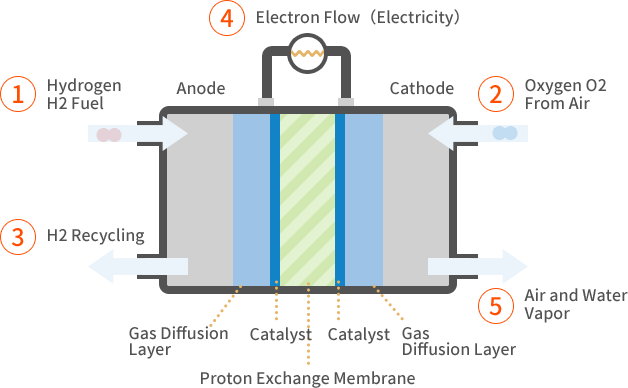 4 Electron Flow（Electricity）
1 Hydrogen
H2 Fuel
Anode
Cathode
2 Oxygen O2
From Air
3 H2 Recycling
5 Air and Water
Vapor
Gas Diffusion
Layer
Catalyst
Catalyst
Gas
Diffusion Layer
Proton Exchange Membrane